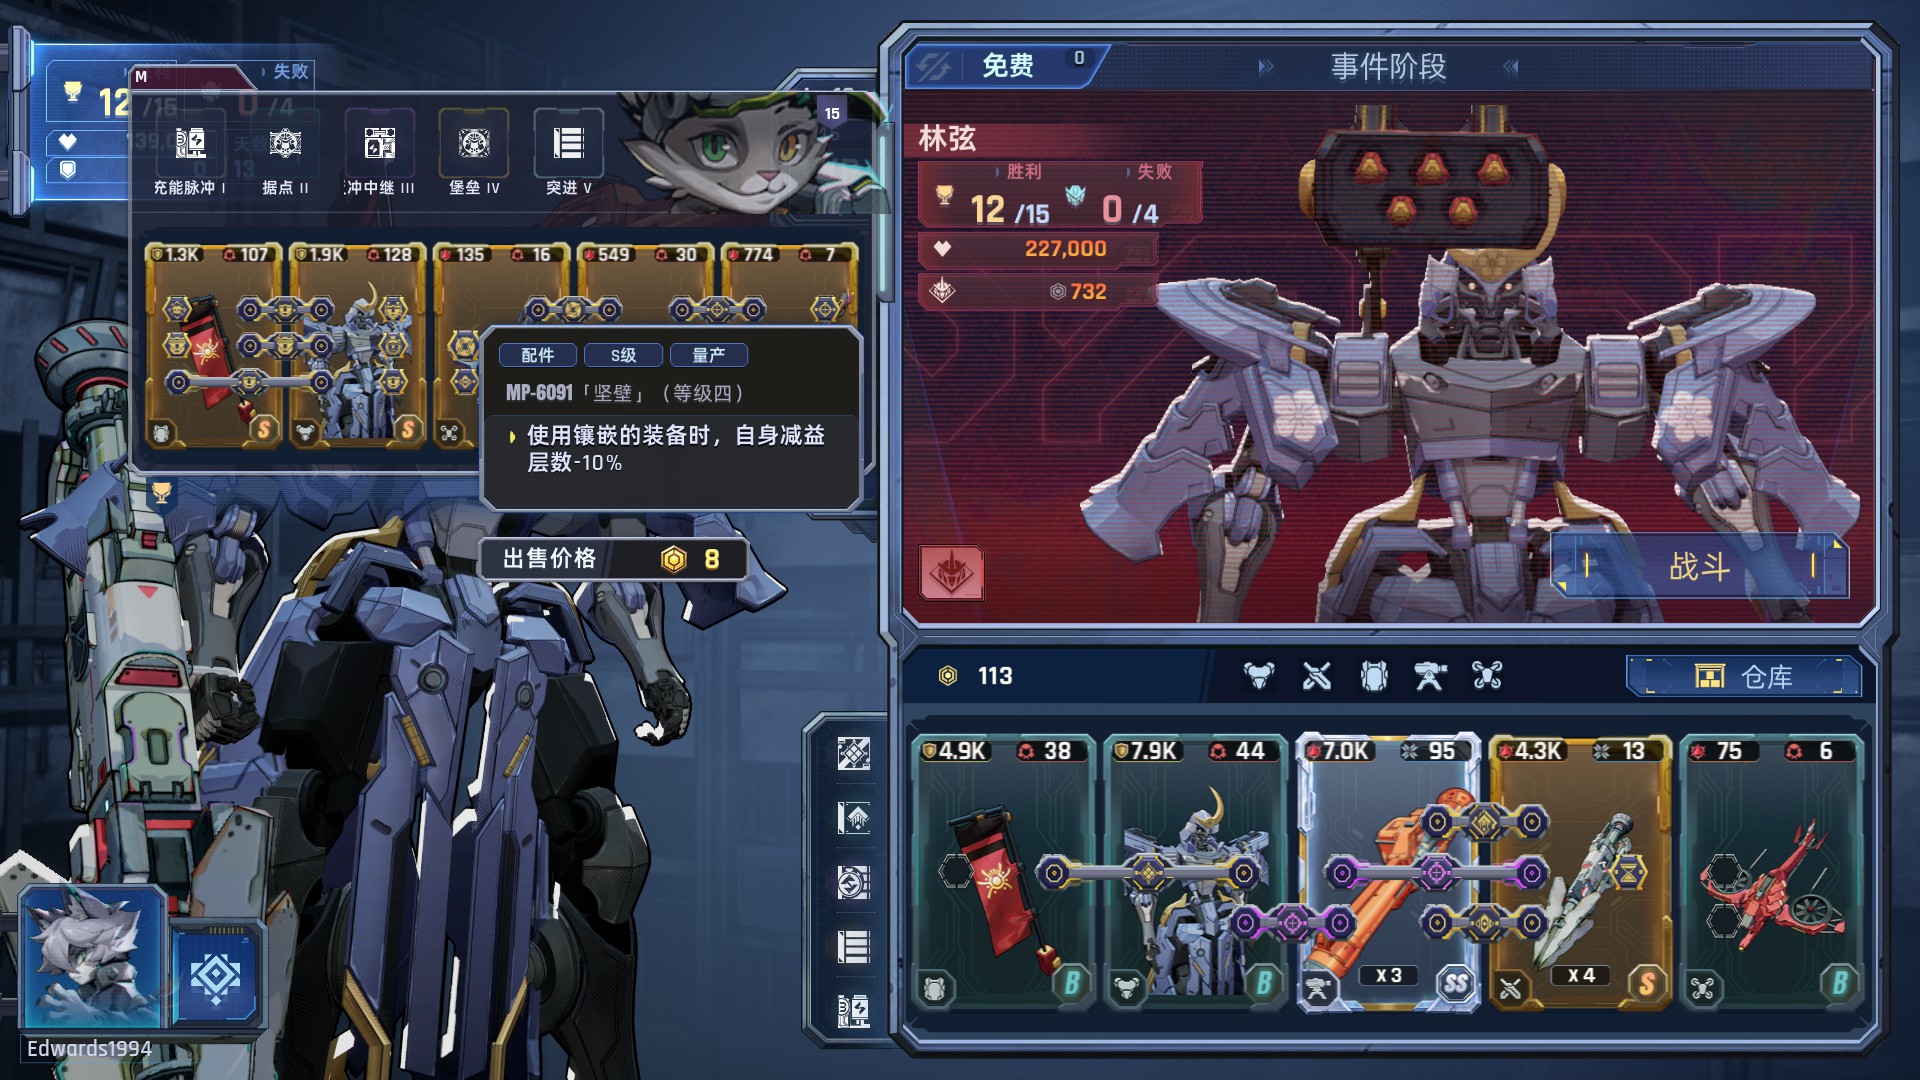 失败
12 /15
0 /4
M
15
充能脉冲 I
据点 II
冲中继 III
堡垒 IV
突进 V
1.3K 107
1.9K 128
135 16
549 30
774 7
S
S
配件 S级 量产
MP-6091「坚壁」（等级四）
使用镶嵌的装备时，自身减益
层数-10%
出售价格 8
Edwards1994
免费 0
事件阶段
林弦
胜利 失败
12 /15 0 /4
227,000
732
战斗
113
仓库
4.9K 38
7.9K 44
7.0K 95
4.3K 13
75 6
B
B
x3 SS
x4 S
B